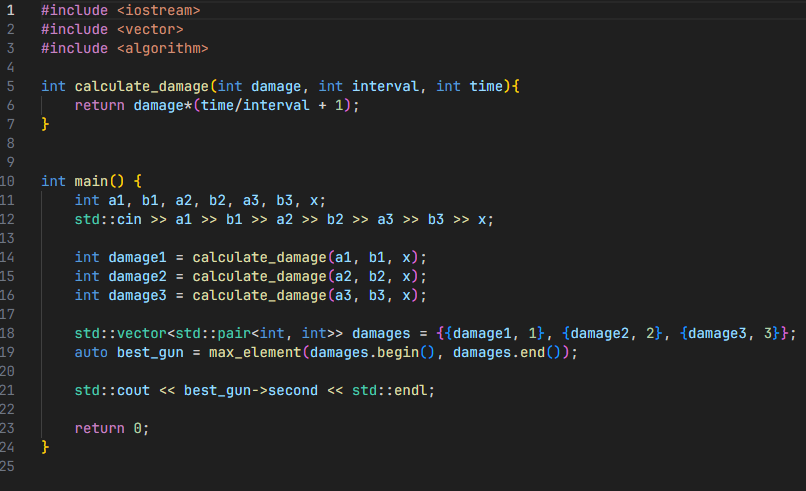 1 #include <iostream>
2 #include <vector>
3 #include <algorithm>
4
5 int calculate_damage(int damage, int interval, int time){
6     return damage*(time/interval + 1);
7 }
8
9
10 int main() {
11     int a1, b1, a2, b2, a3, b3, x;
12     std::cin >> a1 >> b1 >> a2 >> b2 >> a3 >> b3 >> x;
13
14     int damage1 = calculate_damage(a1, b1, x);
15     int damage2 = calculate_damage(a2, b2, x);
16     int damage3 = calculate_damage(a3, b3, x);
17
18     std::vector<std::pair<int, int>> damages = {{damage1, 1}, {damage2, 2}, {damage3, 3}};
19     auto best_gun = max_element(damages.begin(), damages.end());
20
21     std::cout << best_gun->second << std::endl;
22
23     return 0;
24 }
25